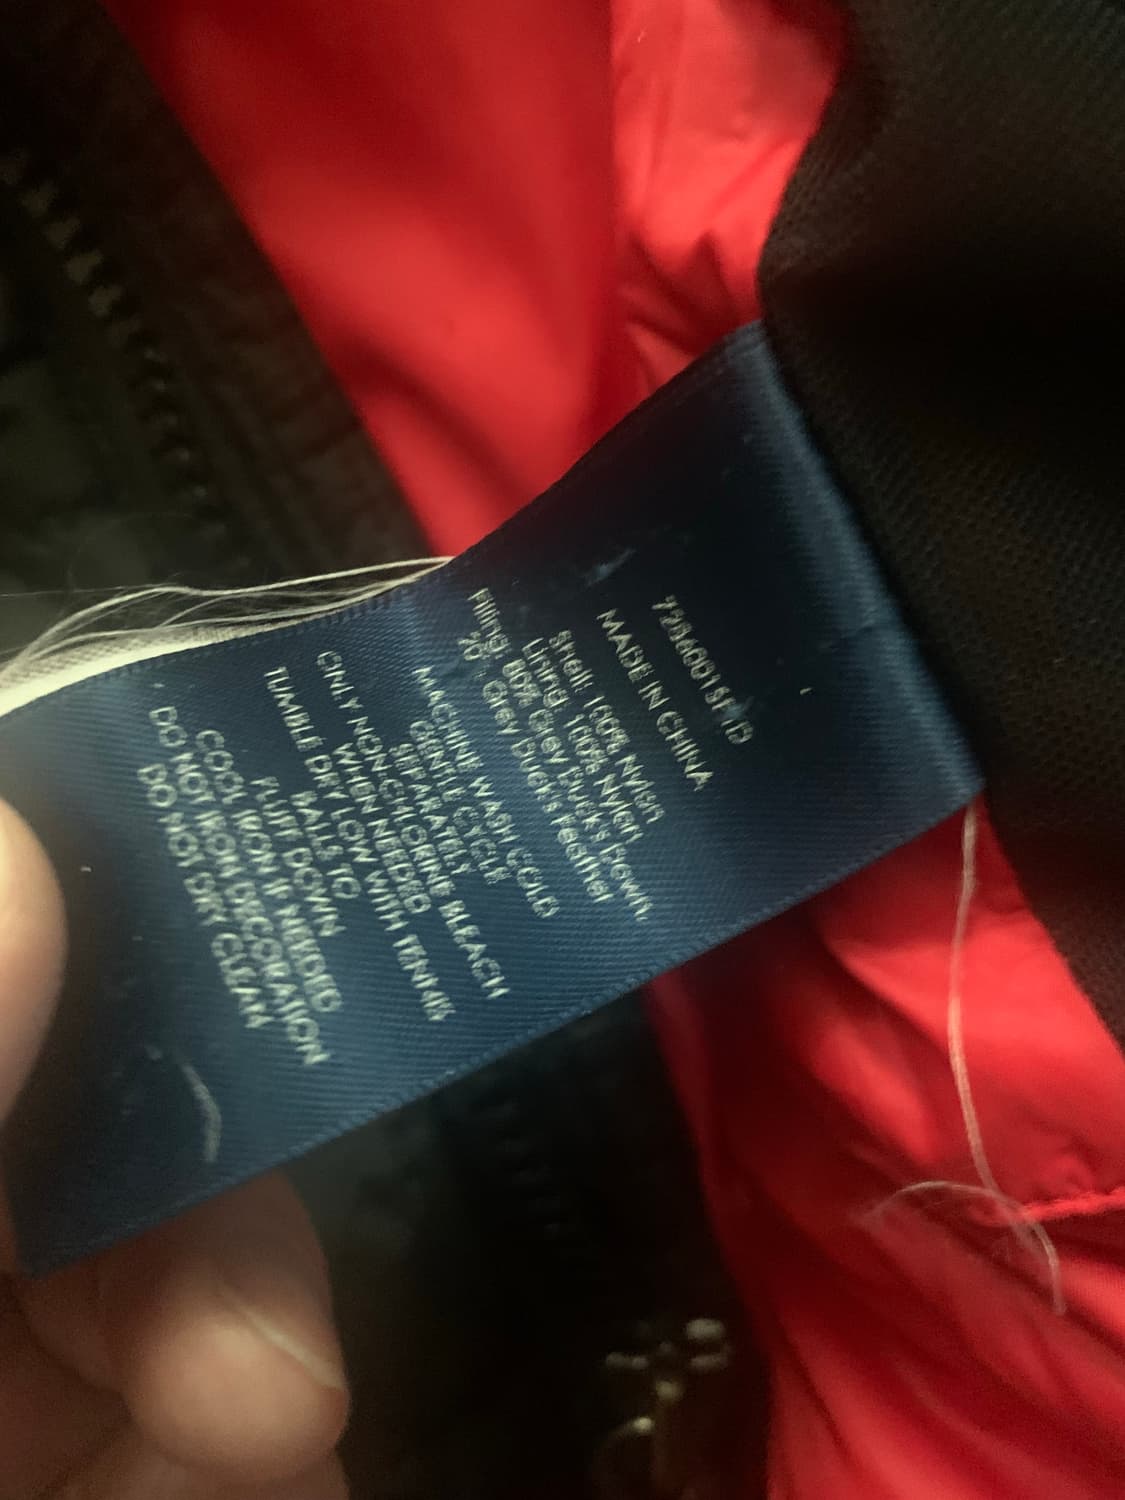 MADE IN CHINA
Shell: 100% Nylon
Lining: 100% Nylon
Filling: 80% Grey Duck's Down,
20% Grey Duck's Feather
MACHINE WASH COLD
GENTLE CYCLE
SEPARATELY
ONLY NON-CHLORINE BLEACH
WHEN NEEDED
TUMBLE DRY LOW WITH TENNIS
BALLS TO
FLUFF DOWN
COOL IRON IF NEEDED
DO NOT IRON DECORATION
DO NOT DRY CLEAN